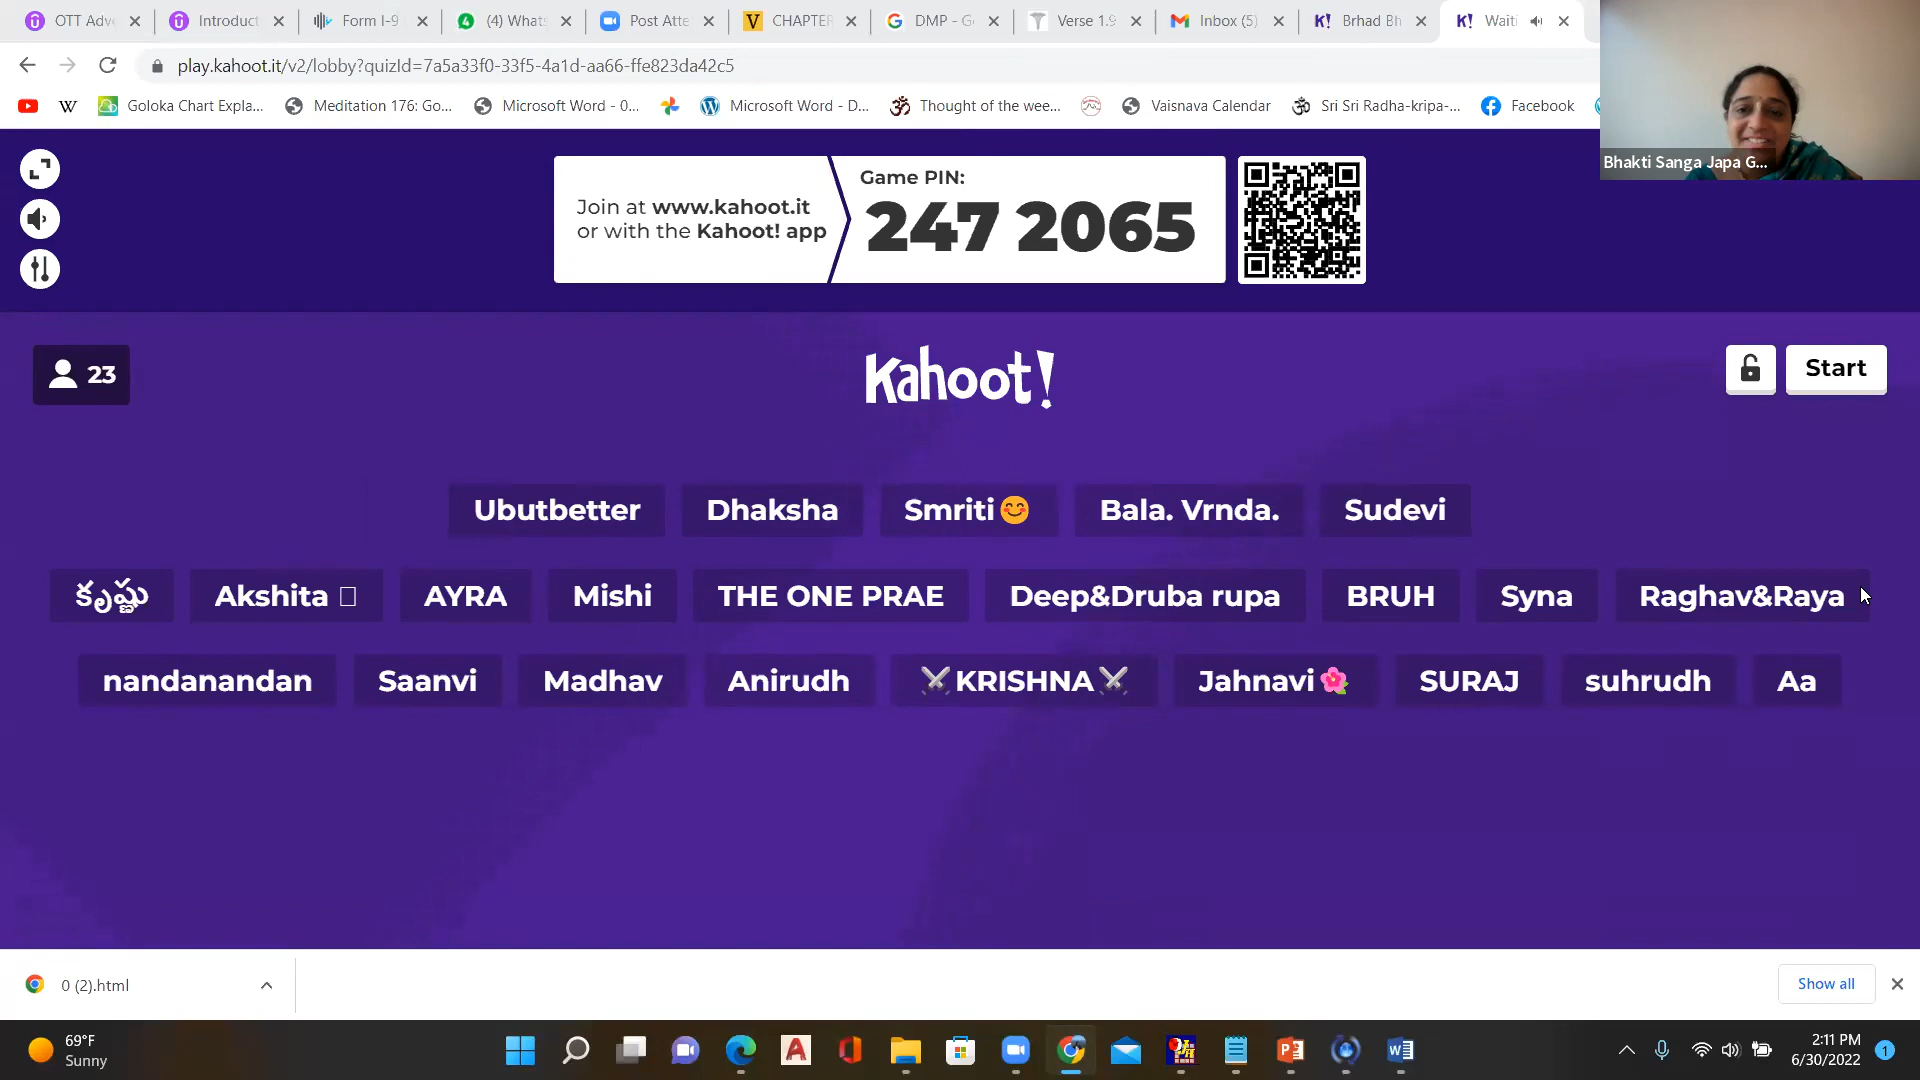 OTT Adve
Introduct
Form I-9
(4) Whats
Post Atte
CHAPTER
DMP - G
Verse 1.9
Inbox (5)
Brhad Bh
Waiti
play.kahoot.it/v2/lobby?quizId=7a5a33f0-33f5-4a1d-aa66-ffe823da42c5
Goloka Chart Expla...
Meditation 176: Go...
Microsoft Word - 0...
Microsoft Word - D...
Thought of the wee...
Vaisnava Calendar
Sri Sri Radha-kripa-...
Facebook
Bhakti Sanga Japa G...
Join at www.kahoot.it
or with the Kahoot! app
Game PIN:
247 2065
23
Kahoot!
Start
Ubutbetter Dhaksha Smriti😊 Bala. Vrnda. Sudevi
కృష్ణు Akshita AYRA Mishi THE ONE PRAE Deep&Druba rupa BRUH Syna Raghav&Raya
nandanandan Saanvi Madhav Anirudh ⚔KRISHNA⚔ Jahnavi🌺 SURAJ suhrudh Aa
0 (2).html
Show all
69°F
Sunny
2:11 PM
6/30/2022
1